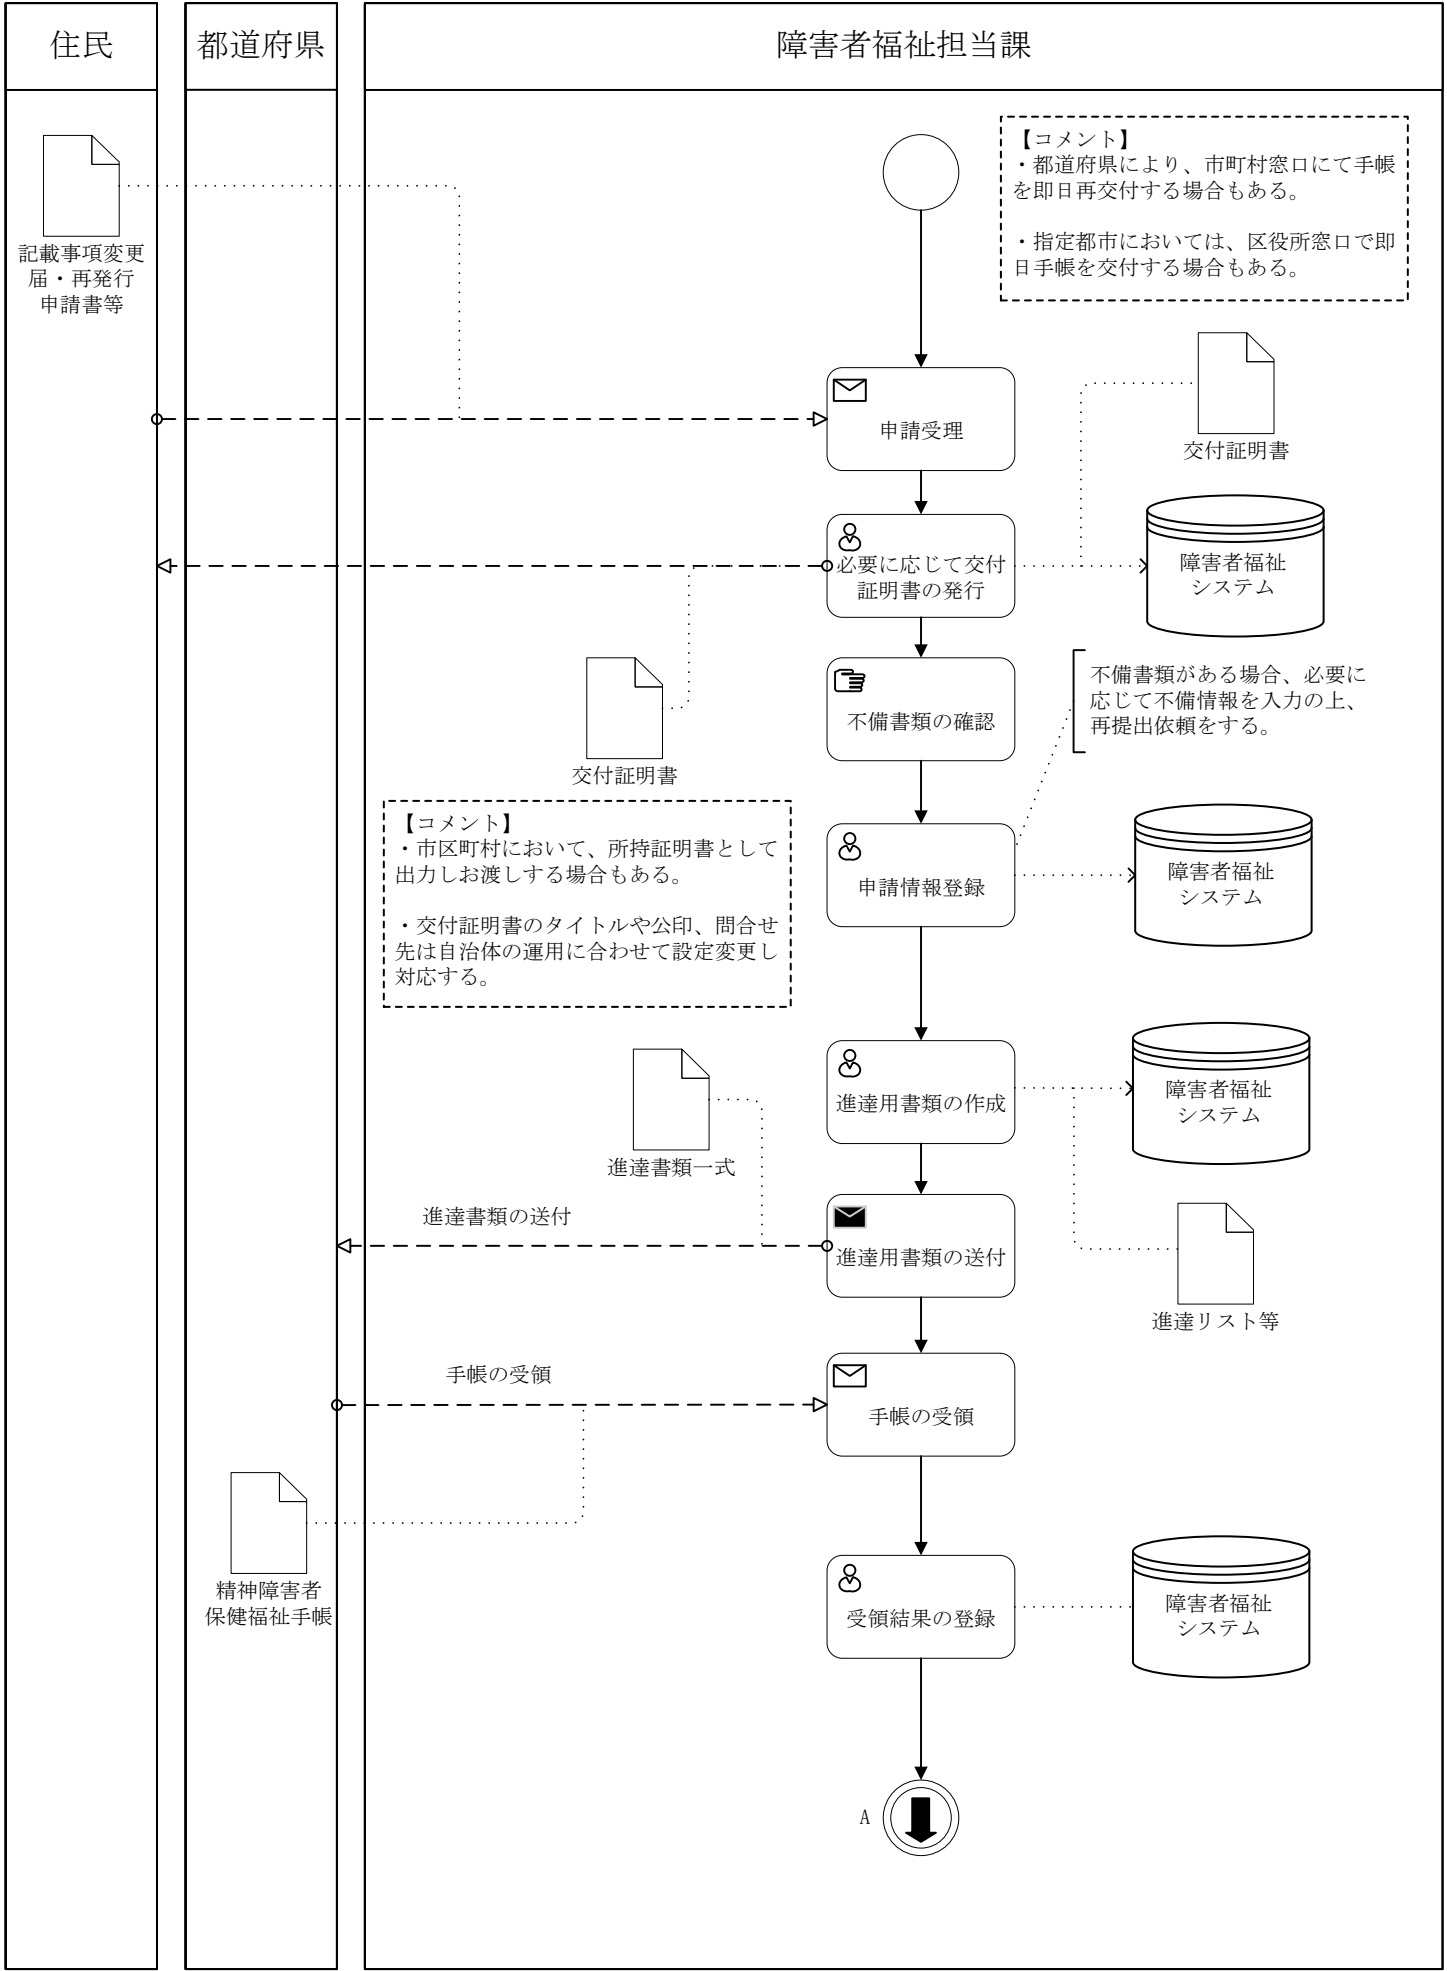 住民
都道府県
障害者福祉担当課
記載事項変更
届・再発行
申請書等
【コメント】
・都道府県により、市町村窓口にて手帳
を即日再交付する場合もある。
・指定都市においては、区役所窓口で即
日手帳を交付する場合もある。
申請受理
交付証明書
必要に応じて交付
証明書の発行
障害者福祉
システム
交付証明書
不備書類の確認
不備書類がある場合、必要に
応じて不備情報を入力の上、
再提出依頼をする。
【コメント】
・市区町村において、所持証明書として
出力しお渡しする場合もある。
・交付証明書のタイトルや公印、問合せ
先は自治体の運用に合わせて設定変更し
対応する。
申請情報登録
障害者福祉
システム
進達用書類の作成
障害者福祉
システム
進達書類一式
進達書類の送付
進達用書類の送付
進達リスト等
手帳の受領
手帳の受領
精神障害者
保健福祉手帳
受領結果の登録
障害者福祉
システム
A